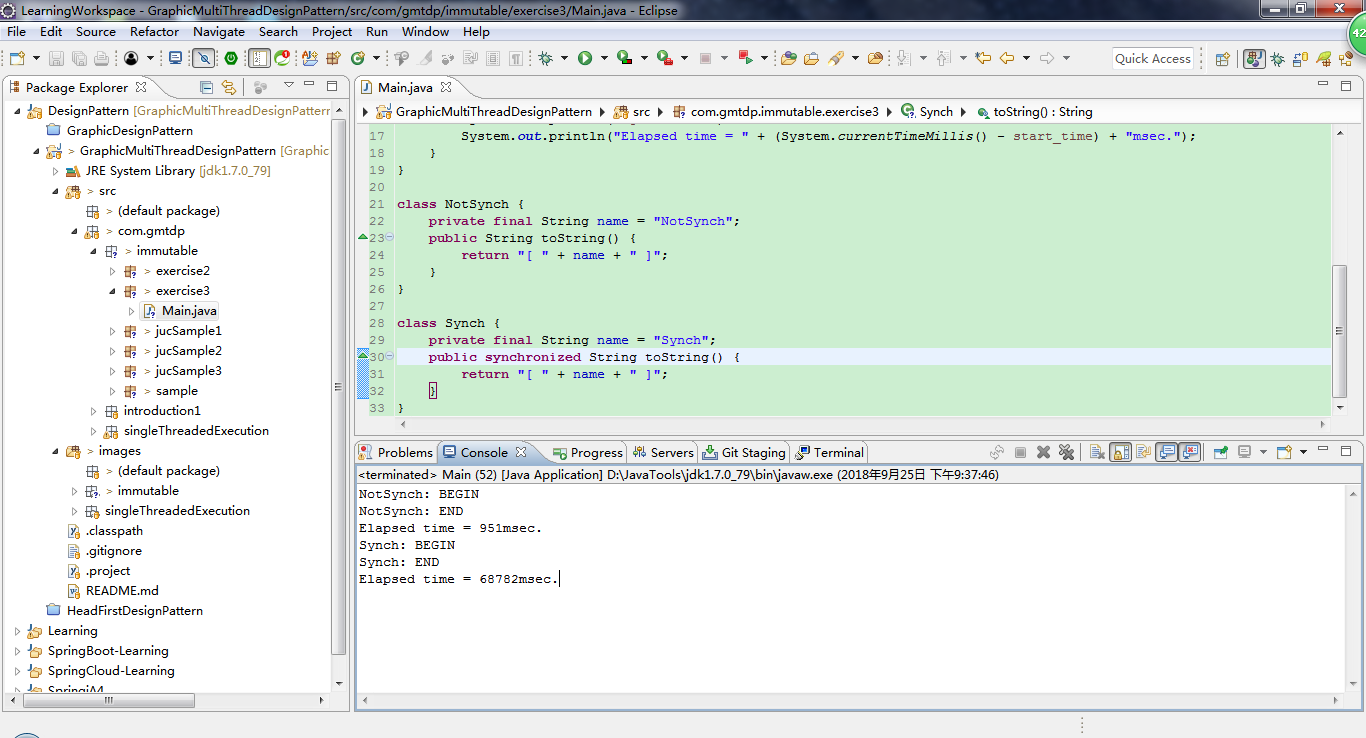 LearningWorkspace - GraphicMultiThreadDesignPattern/src/com/gmtdp/immutable/exercise3/Main.java - Eclipse
42
File Edit Source Refactor Navigate Search Project Run Window Help
Quick Access
Package Explorer
DesignPattern [GraphicMultiThreadDesignPattern
GraphicDesignPattern
> GraphicMultiThreadDesignPattern [Graphic
JRE System Library [jdk1.7.0_79]
> src
> (default package)
> com.gmtdp
> immutable
> exercise2
> exercise3
Main.java
> jucSample1
> jucSample2
> jucSample3
> sample
introduction1
singleThreadedExecution
> images
> (default package)
> immutable
singleThreadedExecution
.classpath
.gitignore
.project
README.md
HeadFirstDesignPattern
Learning
SpringBoot-Learning
SpringCloud-Learning
Main.java
GraphicMultiThreadDesignPattern src com.gmtdp.immutable.exercise3 Synch toString() : String
17 System.out.println("Elapsed time = " + (System.currentTimeMillis() - start_time) + "msec.");
18 }
19 }
20
21 class NotSynch {
22 private final String name = "NotSynch";
23 public String toString() {
24 return "[ " + name + " ]";
25 }
26 }
27
28 class Synch {
29 private final String name = "Synch";
30 public synchronized String toString() {
31 return "[ " + name + " ]";
32 }
33 }
Problems Console Progress Servers Git Staging Terminal
<terminated> Main (52) [Java Application] D:\JavaTools\jdk1.7.0_79\bin\javaw.exe (2018年9月25日 下午9:37:46)
NotSynch: BEGIN
NotSynch: END
Elapsed time = 951msec.
Synch: BEGIN
Synch: END
Elapsed time = 68782msec.